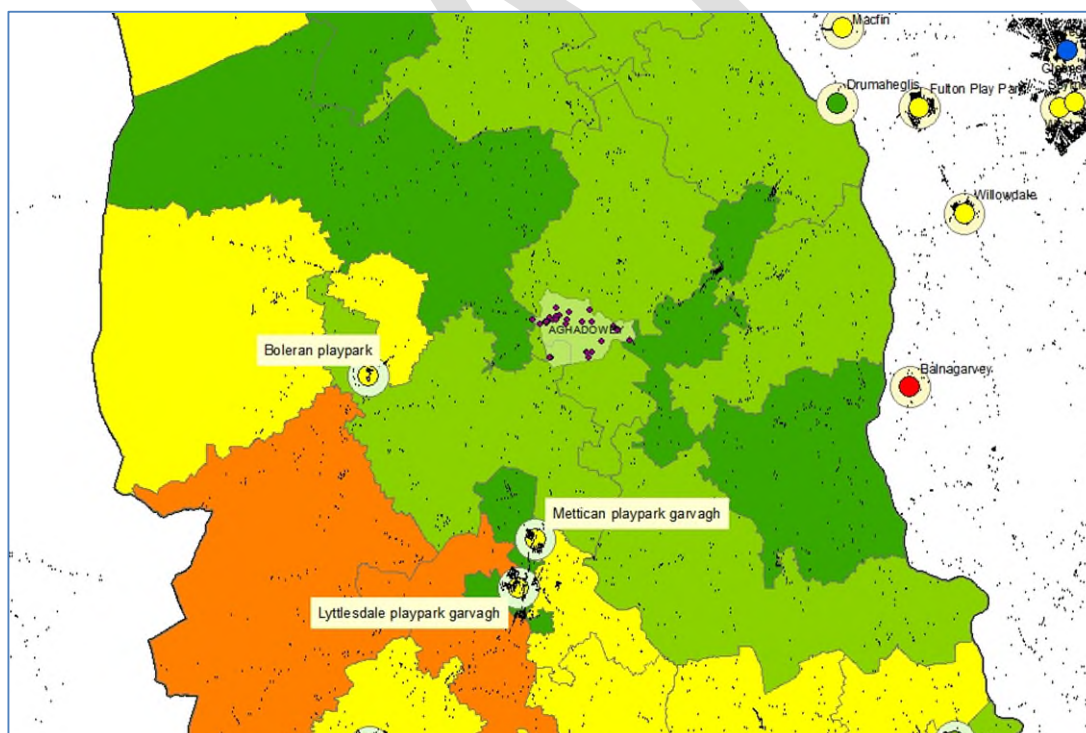 Macfin
Drumaheglis
Fulton Play Park
Willowdale
AGHADOWEY
Boleran playpark
Balnagarvey
Mettican playpark garvagh
Lyttlesdale playpark garvagh